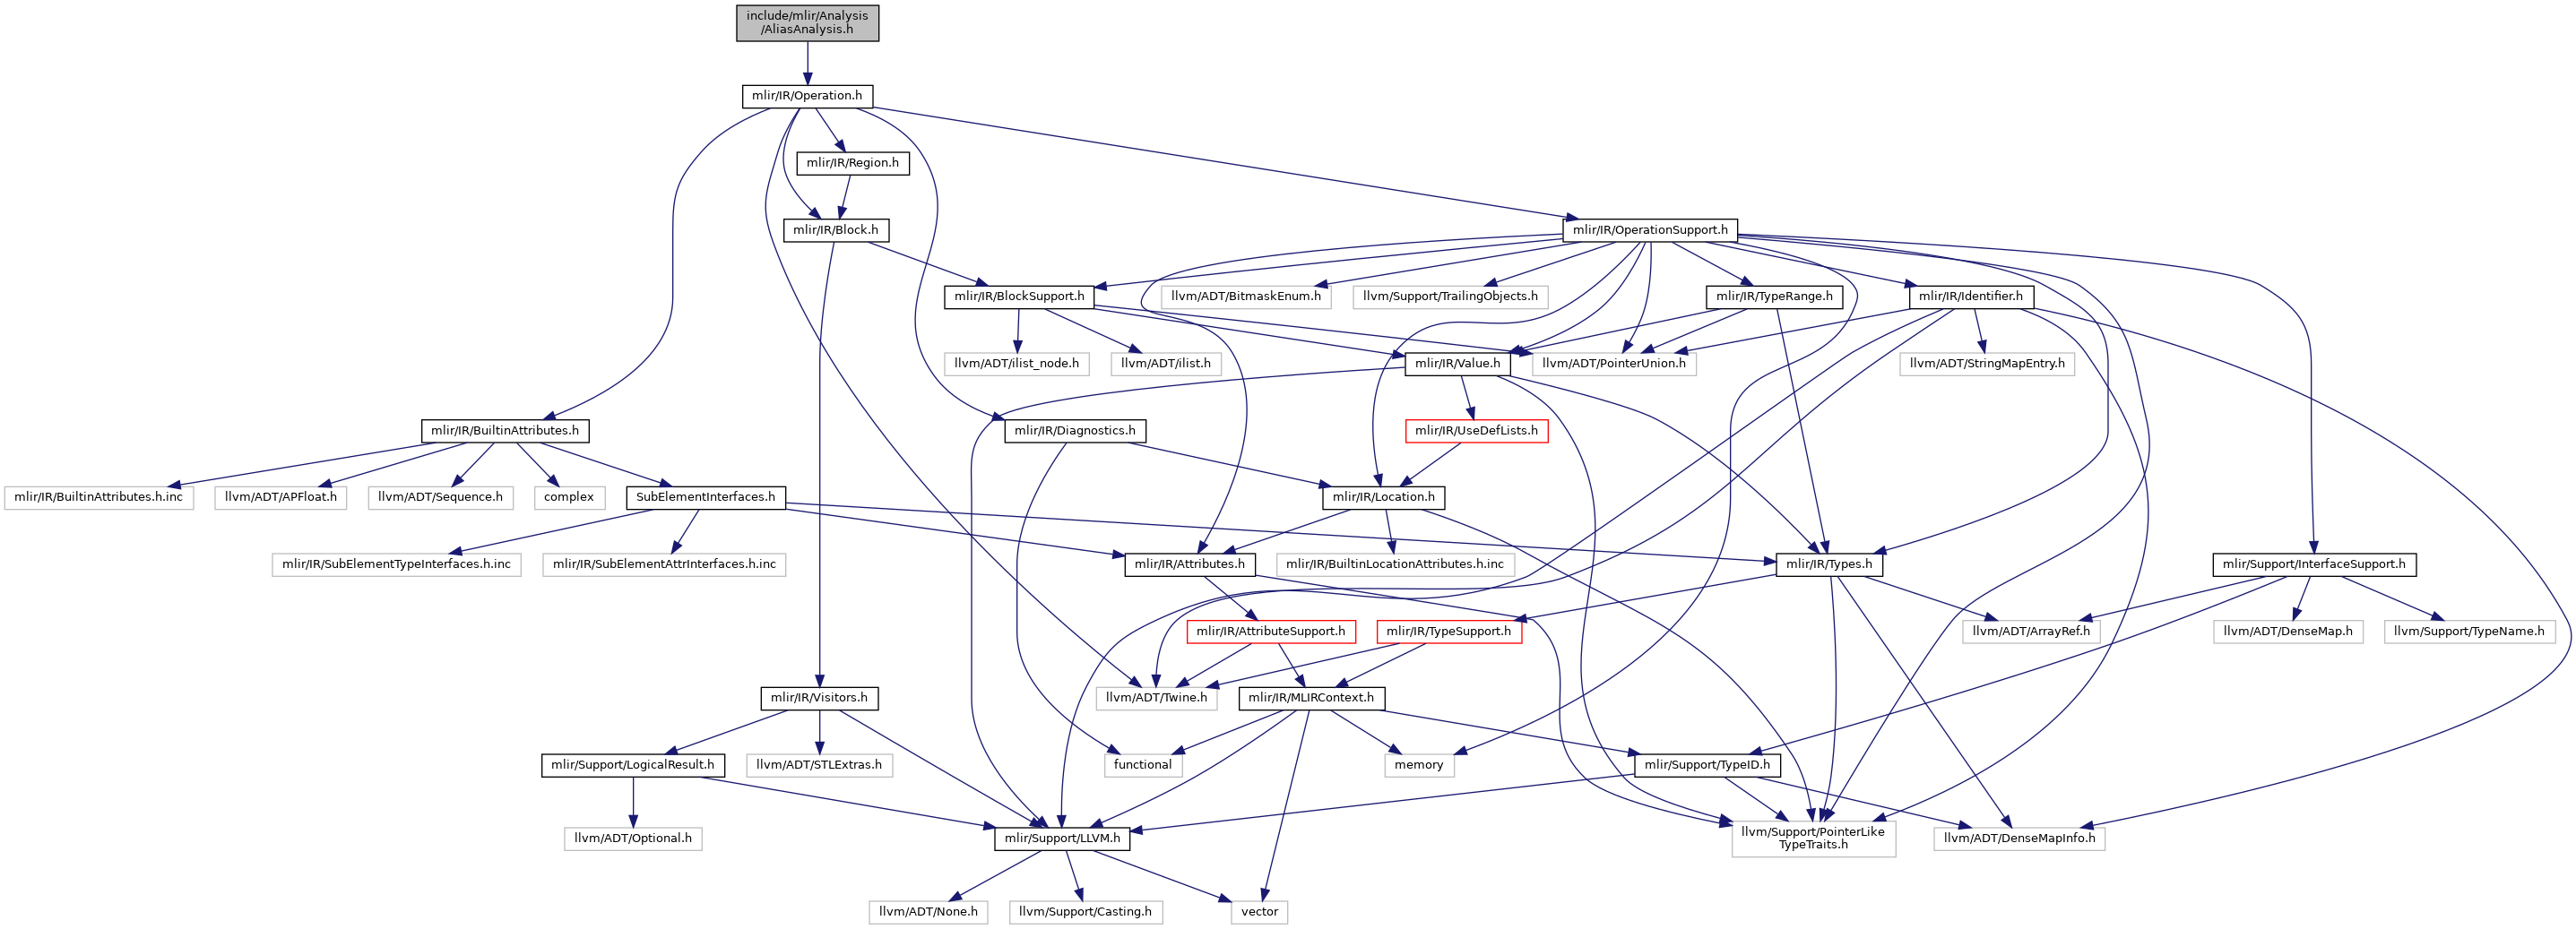 include/mlir/Analysis
/AliasAnalysis.h
mlir/IR/Operation.h
mlir/IR/Region.h
mlir/IR/Block.h
mlir/IR/OperationSupport.h
mlir/IR/BlockSupport.h
llvm/ADT/BitmaskEnum.h
llvm/Support/TrailingObjects.h
mlir/IR/TypeRange.h
mlir/IR/Identifier.h
llvm/ADT/ilist_node.h
llvm/ADT/ilist.h
mlir/IR/Value.h
llvm/ADT/PointerUnion.h
llvm/ADT/StringMapEntry.h
mlir/IR/BuiltinAttributes.h
mlir/IR/Diagnostics.h
mlir/IR/UseDefLists.h
mlir/IR/BuiltinAttributes.h.inc
llvm/ADT/APFloat.h
llvm/ADT/Sequence.h
complex
SubElementInterfaces.h
mlir/IR/Location.h
mlir/IR/SubElementTypeInterfaces.h.inc
mlir/IR/SubElementAttrInterfaces.h.inc
mlir/IR/Attributes.h
mlir/IR/BuiltinLocationAttributes.h.inc
mlir/IR/Types.h
mlir/Support/InterfaceSupport.h
mlir/IR/AttributeSupport.h
mlir/IR/TypeSupport.h
llvm/ADT/ArrayRef.h
llvm/ADT/DenseMap.h
llvm/Support/TypeName.h
mlir/IR/Visitors.h
llvm/ADT/Twine.h
mlir/IR/MLIRContext.h
mlir/Support/LogicalResult.h
llvm/ADT/STLExtras.h
functional
memory
mlir/Support/TypeID.h
llvm/ADT/Optional.h
mlir/Support/LLVM.h
llvm/Support/PointerLike
TypeTraits.h
llvm/ADT/DenseMapInfo.h
llvm/ADT/None.h
llvm/Support/Casting.h
vector